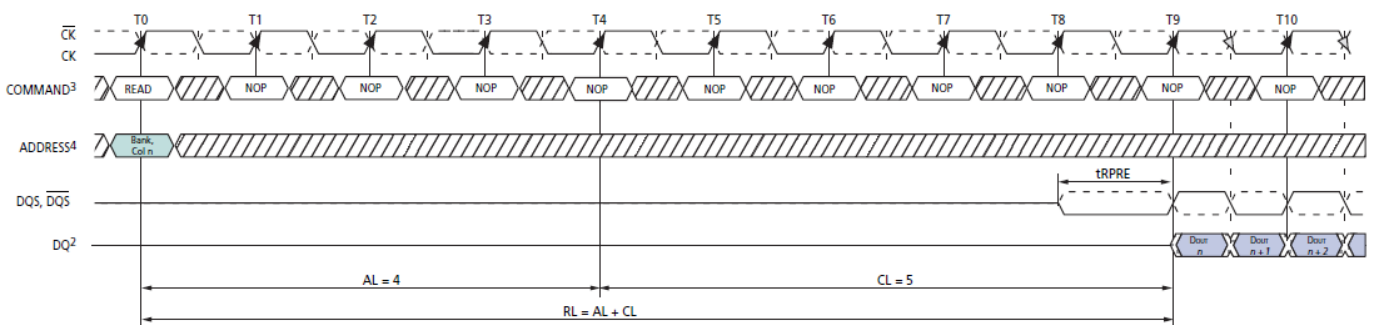 T0 T1 T2 T3 T4 T5 T6 T7 T8 T9 T10
CK
CK
COMMAND3 READ NOP NOP NOP NOP NOP NOP NOP NOP NOP NOP
ADDRESS4 Bank,
Col n
tRPRE
DQS, DQS
DQ2 DOUT DOUT DOUT
n n + 1 n + 2
AL = 4 CL = 5
RL = AL + CL